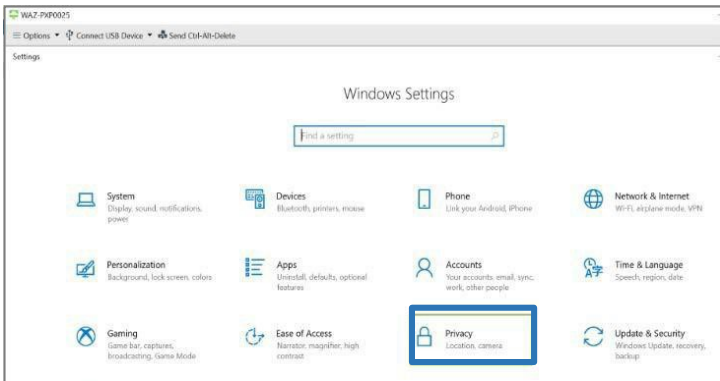 WAZ-PXP0025
Options Connect USB Device Send Ctrl-Alt-Delete
Settings
Windows Settings
Find a setting
System
Display, sound, notifications,
power
Devices
Bluetooth, printers, mouse
Phone
Link your Android, iPhone
Network & Internet
Wi-Fi, airplane mode, VPN
Personalization
Background, lock screen, colors
Apps
Uninstall, defaults, optional
features
Accounts
Your accounts, email, sync,
work, other people
Time & Language
Speech, region, date
Gaming
Game bar, captures,
broadcasting, Game Mode
Ease of Access
Narrator, magnifier, high
contrast
Privacy
Location, camera
Update & Security
Windows Update, recovery,
backup